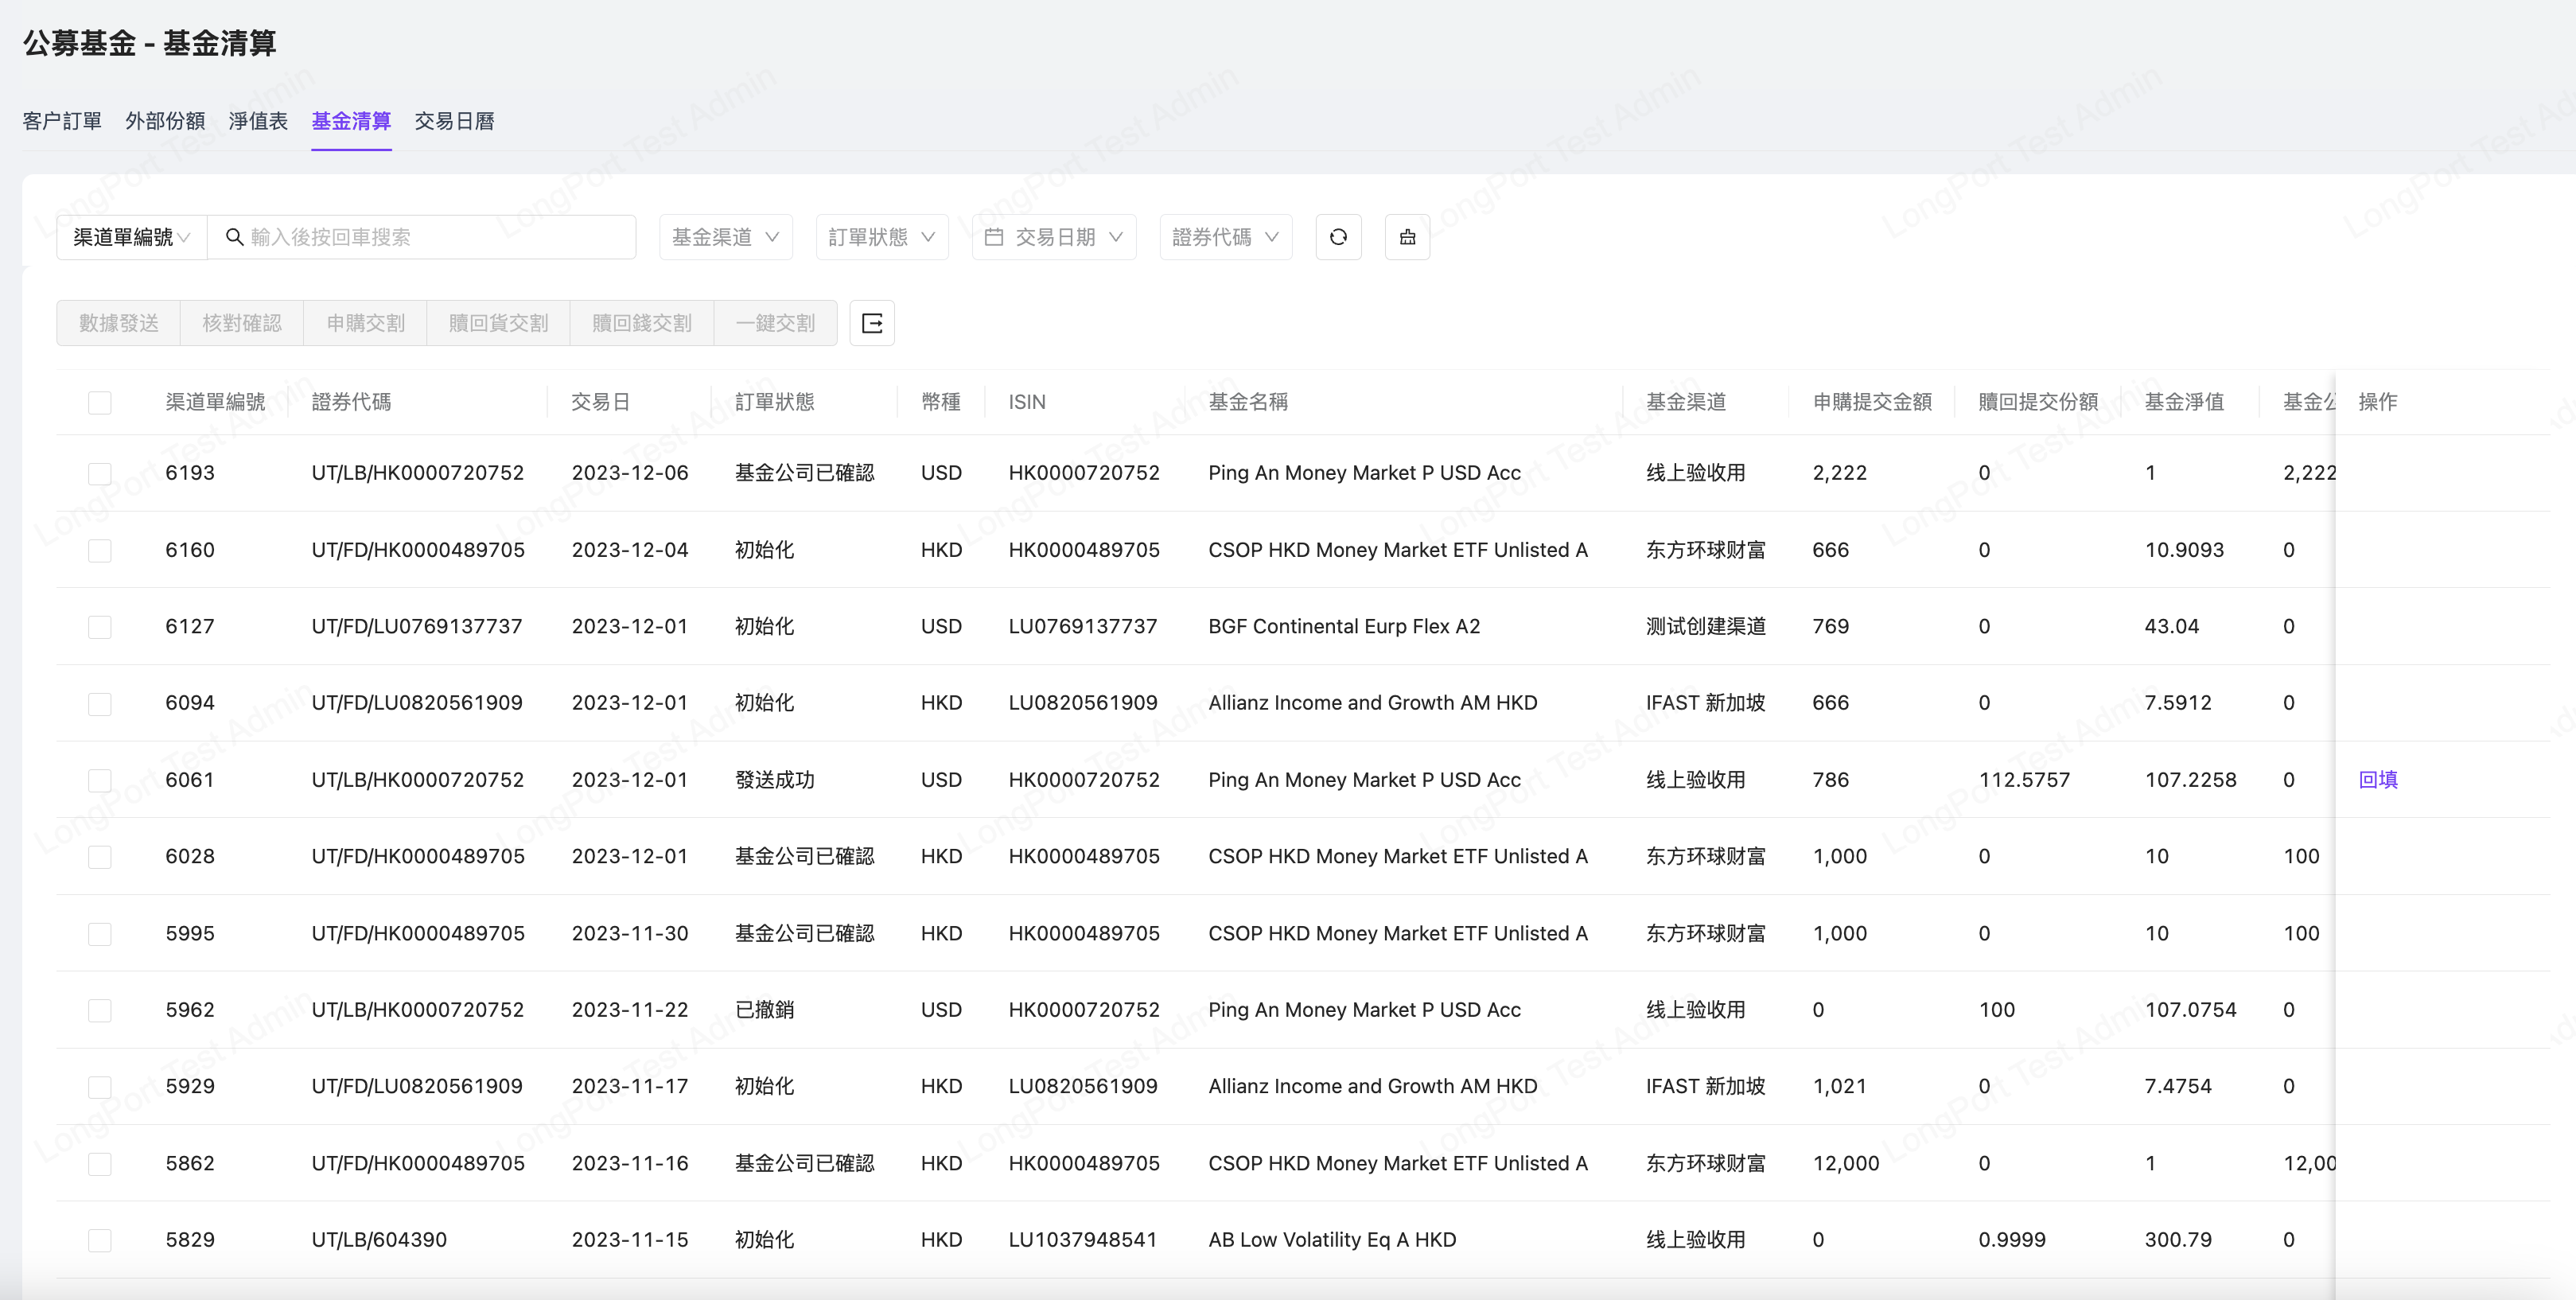 公募基金 - 基金清算
客户訂單 外部份額 淨值表 基金清算 交易日曆
渠道單編號 輸入後按回車搜索 基金渠道 訂單狀態 交易日期 證券代碼
數據發送 核對確認 申購交割 贖回貨交割 贖回錢交割 一鍵交割
渠道單編號 證券代碼 交易日 訂單狀態 幣種 ISIN 基金名稱 基金渠道 申購提交金額 贖回提交份額 基金淨值 基金公 操作
6193 UT/LB/HK0000720752 2023-12-06 基金公司已確認 USD HK0000720752 Ping An Money Market P USD Acc 线上验收用 2,222 0 1 2,222
6160 UT/FD/HK0000489705 2023-12-04 初始化 HKD HK0000489705 CSOP HKD Money Market ETF Unlisted A 东方环球财富 666 0 10.9093 0
6127 UT/FD/LU0769137737 2023-12-01 初始化 USD LU0769137737 BGF Continental Eurp Flex A2 测试创建渠道 769 0 43.04 0
6094 UT/FD/LU0820561909 2023-12-01 初始化 HKD LU0820561909 Allianz Income and Growth AM HKD IFAST 新加坡 666 0 7.5912 0
6061 UT/LB/HK0000720752 2023-12-01 發送成功 USD HK0000720752 Ping An Money Market P USD Acc 线上验收用 786 112.5757 107.2258 0 回填
6028 UT/FD/HK0000489705 2023-12-01 基金公司已確認 HKD HK0000489705 CSOP HKD Money Market ETF Unlisted A 东方环球财富 1,000 0 10 100
5995 UT/FD/HK0000489705 2023-11-30 基金公司已確認 HKD HK0000489705 CSOP HKD Money Market ETF Unlisted A 东方环球财富 1,000 0 10 100
5962 UT/LB/HK0000720752 2023-11-22 已撤銷 USD HK0000720752 Ping An Money Market P USD Acc 线上验收用 0 100 107.0754 0
5929 UT/FD/LU0820561909 2023-11-17 初始化 HKD LU0820561909 Allianz Income and Growth AM HKD IFAST 新加坡 1,021 0 7.4754 0
5862 UT/FD/HK0000489705 2023-11-16 基金公司已確認 HKD HK0000489705 CSOP HKD Money Market ETF Unlisted A 东方环球财富 12,000 0 1 12,00
5829 UT/LB/604390 2023-11-15 初始化 HKD LU1037948541 AB Low Volatility Eq A HKD 线上验收用 0 0.9999 300.79 0
LongPort Test Admin